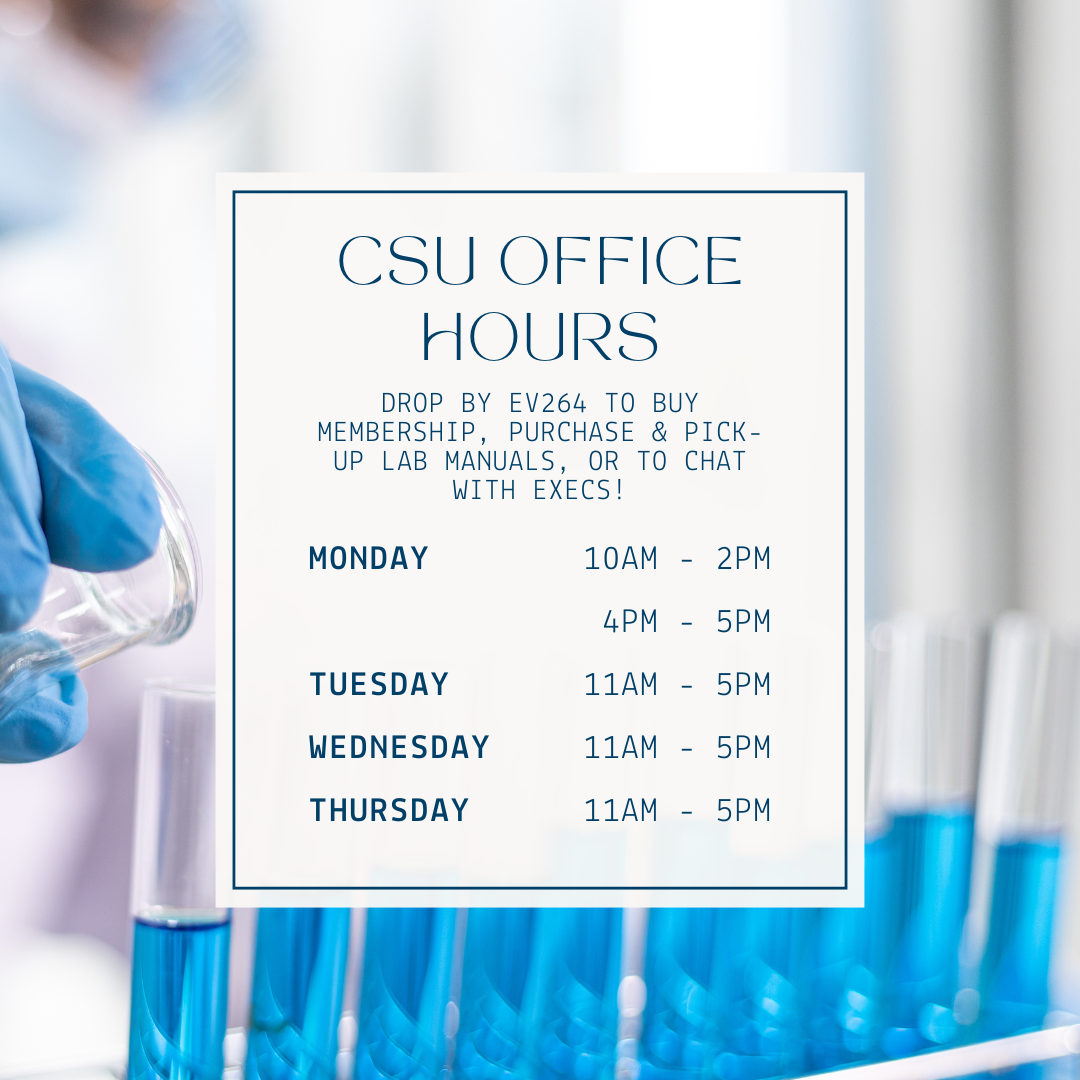 CSU OFFICE
HOURS
DROP BY EV264 TO BUY
MEMBERSHIP, PURCHASE & PICK-
UP LAB MANUALS, OR TO CHAT
WITH EXECS!
MONDAY 10AM - 2PM
4PM - 5PM
TUESDAY 11AM - 5PM
WEDNESDAY 11AM - 5PM
THURSDAY 11AM - 5PM